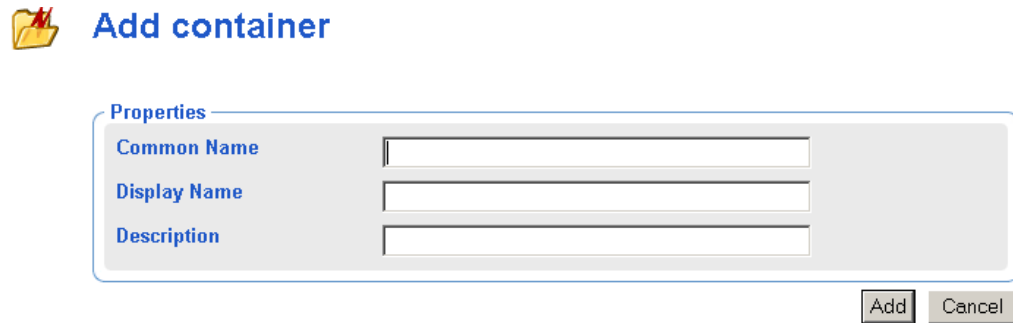 Add container
Properties
Common Name
Display Name
Description
Add Cancel